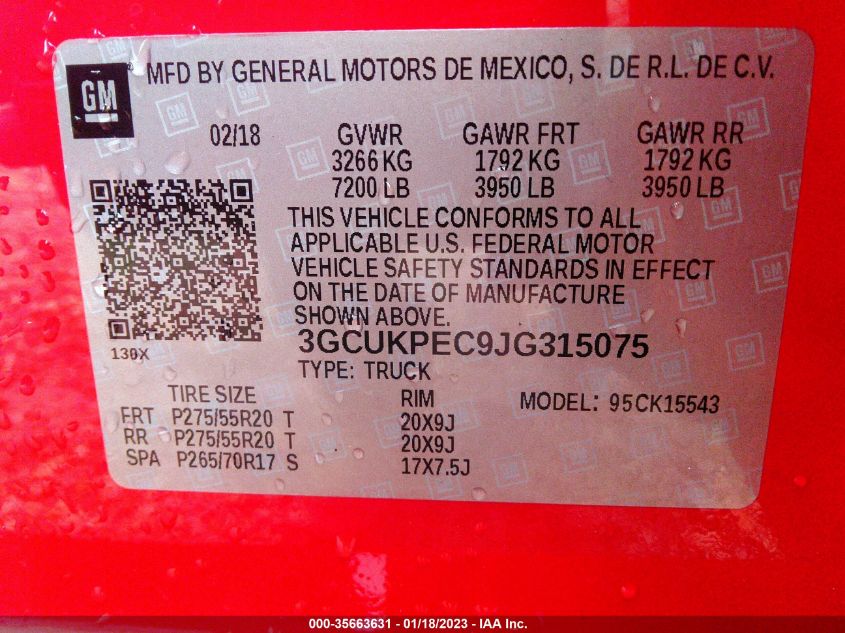 GM MFD BY GENERAL MOTORS DE MEXICO, S. DE R.L. DE C.V.
02/18 GVWR GAWR FRT GAWR RR
3266 KG 1792 KG 1792 KG
7200 LB 3950 LB 3950 LB
THIS VEHICLE CONFORMS TO ALL
APPLICABLE U.S. FEDERAL MOTOR
VEHICLE SAFETY STANDARDS IN EFFECT
ON THE DATE OF MANUFACTURE
SHOWN ABOVE.
3GCUKPEC9JG315075
130X
TYPE: TRUCK
TIRE SIZE RIM MODEL: 95CK15543
FRT P275/55R20 T 20X9J
RR P275/55R20 T 20X9J
SPA P265/70R17 S 17X7.5J
000-35663631 - 01/18/2023 - IAA Inc.